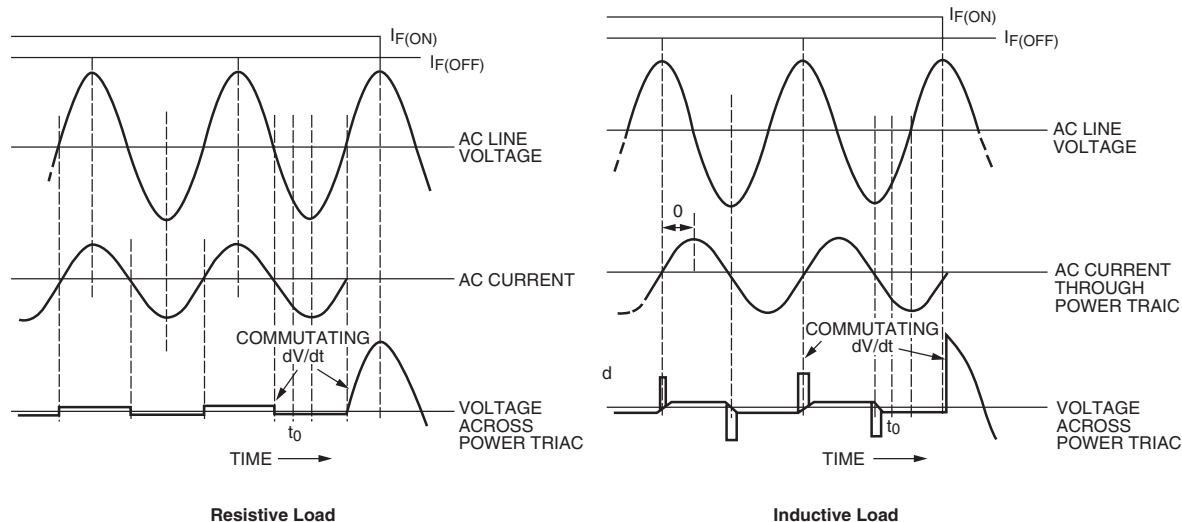 IF(ON)
IF(OFF)
AC LINE
VOLTAGE
AC CURRENT
COMMUTATING
dV/dt
VOLTAGE
ACROSS
POWER TRIAC
t0
TIME
Resistive Load
IF(ON)
IF(OFF)
AC LINE
VOLTAGE
0
AC CURRENT
THROUGH
POWER TRAIC
COMMUTATING
dV/dt
d
VOLTAGE
ACROSS
POWER TRIAC
t0
TIME
Inductive Load